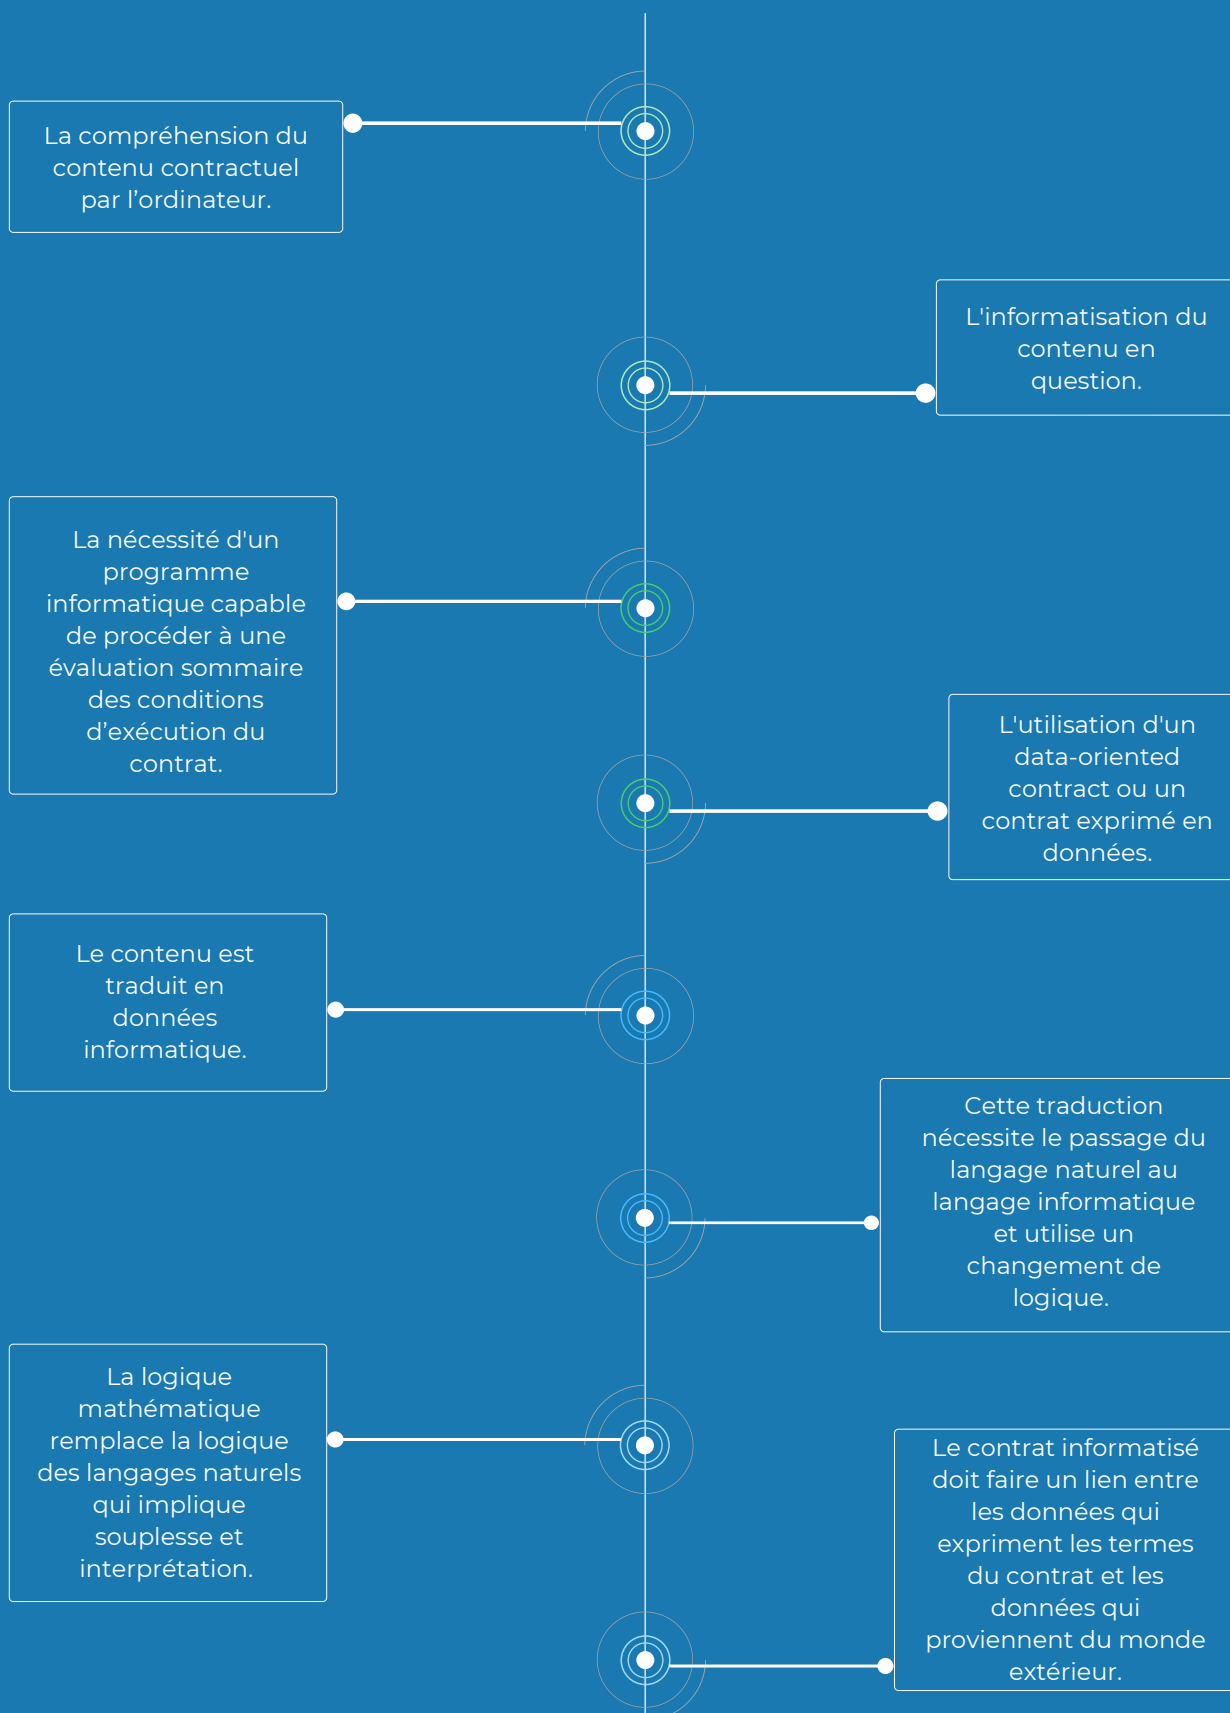 La compréhension du
contenu contractuel
par l’ordinateur.
L'informatisation du
contenu en
question.
La nécessité d'un
programme
informatique capable
de procéder à une
évaluation sommaire
des conditions
d’exécution du
contrat.
L'utilisation d'un
data-oriented
contract ou un
contrat exprimé en
données.
Le contenu est
traduit en
données
informatique.
Cette traduction
nécessite le passage du
langage naturel au
langage informatique
et utilise un
changement de
logique.
La logique
mathématique
remplace la logique
des langages naturels
qui implique
souplesse et
interprétation.
Le contrat informatisé
doit faire un lien entre
les données qui
expriment les termes
du contrat et les
données qui
proviennent du monde
extérieur.